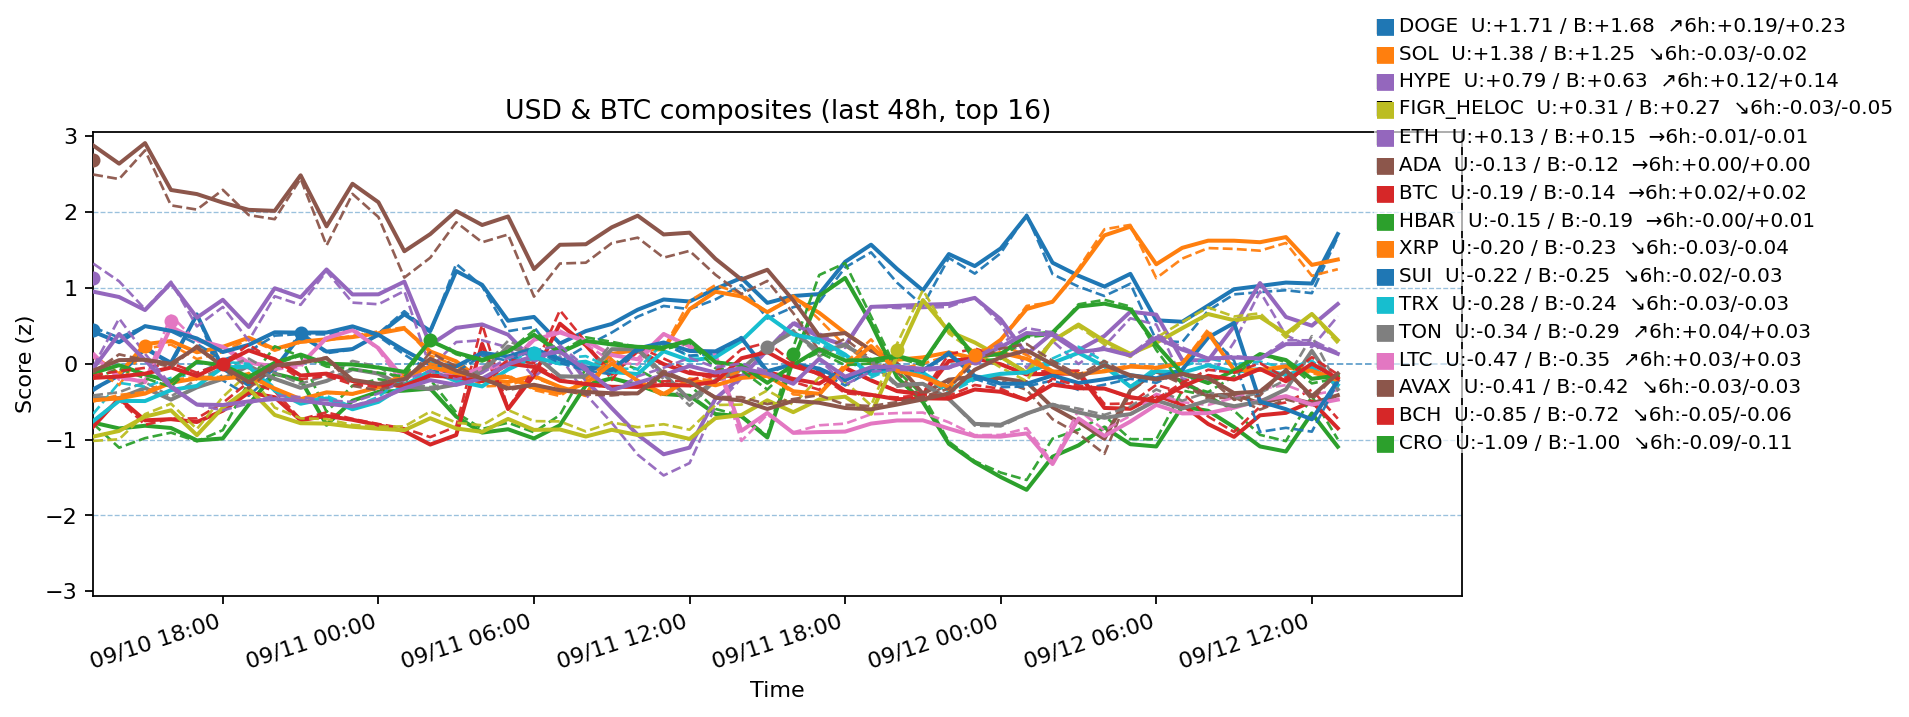 DOGE U:+1.71 / B:+1.68 ↗6h:+0.19/+0.23
SOL U:+1.38 / B:+1.25 ↘6h:-0.03/-0.02
HYPE U:+0.79 / B:+0.63 ↗6h:+0.12/+0.14
FIGR_HELOC U:+0.31 / B:+0.27 ↘6h:-0.03/-0.05
ETH U:+0.13 / B:+0.15 →6h:-0.01/-0.01
ADA U:-0.13 / B:-0.12 →6h:+0.00/+0.00
BTC U:-0.19 / B:-0.14 →6h:+0.02/+0.02
HBAR U:-0.15 / B:-0.19 →6h:-0.00/+0.01
XRP U:-0.20 / B:-0.23 ↘6h:-0.03/-0.04
SUI U:-0.22 / B:-0.25 ↘6h:-0.02/-0.03
TRX U:-0.28 / B:-0.24 ↘6h:-0.03/-0.03
TON U:-0.34 / B:-0.29 ↗6h:+0.04/+0.03
LTC U:-0.47 / B:-0.35 ↗6h:+0.03/+0.03
AVAX U:-0.41 / B:-0.42 ↘6h:-0.03/-0.03
BCH U:-0.85 / B:-0.72 ↘6h:-0.05/-0.06
CRO U:-1.09 / B:-1.00 ↘6h:-0.09/-0.11
USD & BTC composites (last 48h, top 16)
Score (z)
3
2
1
0
−1
−2
−3
09/10 18:00
09/11 00:00
09/11 06:00
09/11 12:00
09/11 18:00
09/12 00:00
09/12 06:00
09/12 12:00
Time